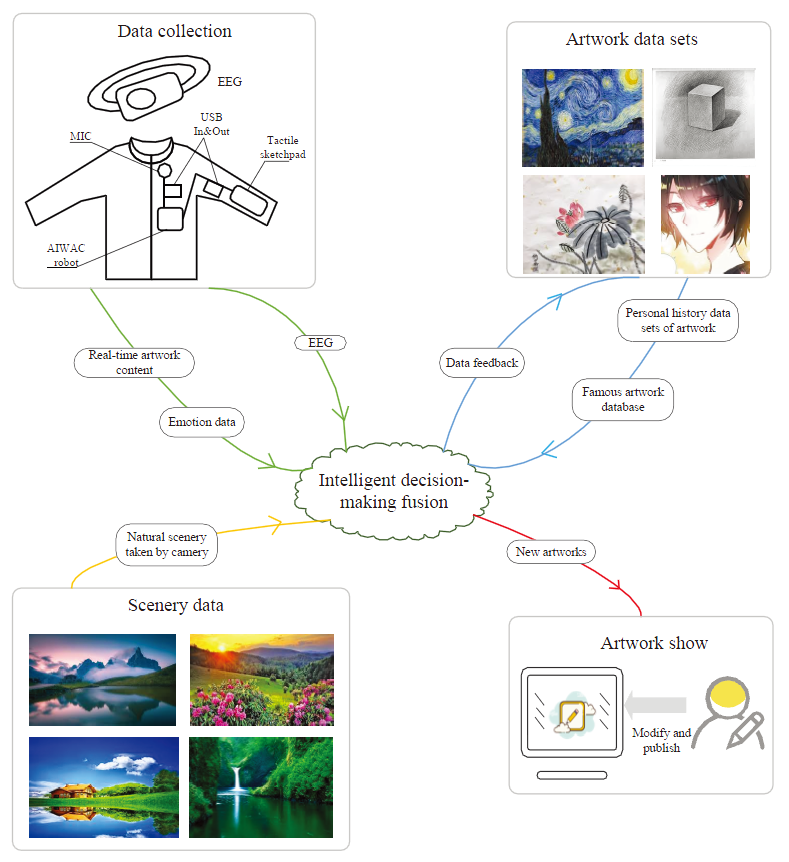 Data collection
EEG
USB
In&Out
MIC
Tactile
sketchpad
AIWAC
robot
Artwork data sets
Real-time artwork
content
Emotion data
EEG
Data feedback
Personal history data
sets of artwork
Famous artwork
database
Intelligent decision-
making fusion
Natural scenery
taken by camery
New artworks
Scenery data
Artwork show
Modify and
publish